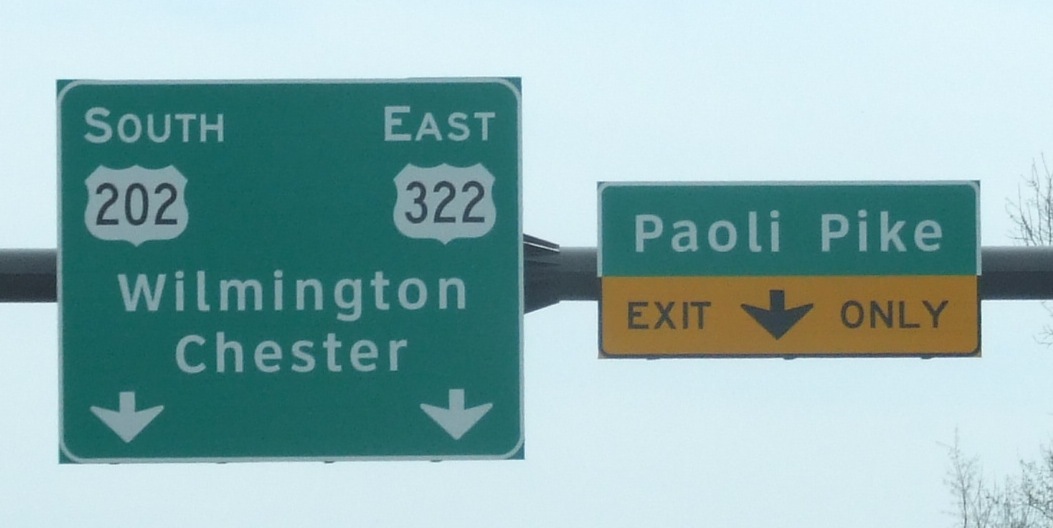 SOUTH EAST
202 322
Wilmington
Chester
Paoli Pike
EXIT ONLY